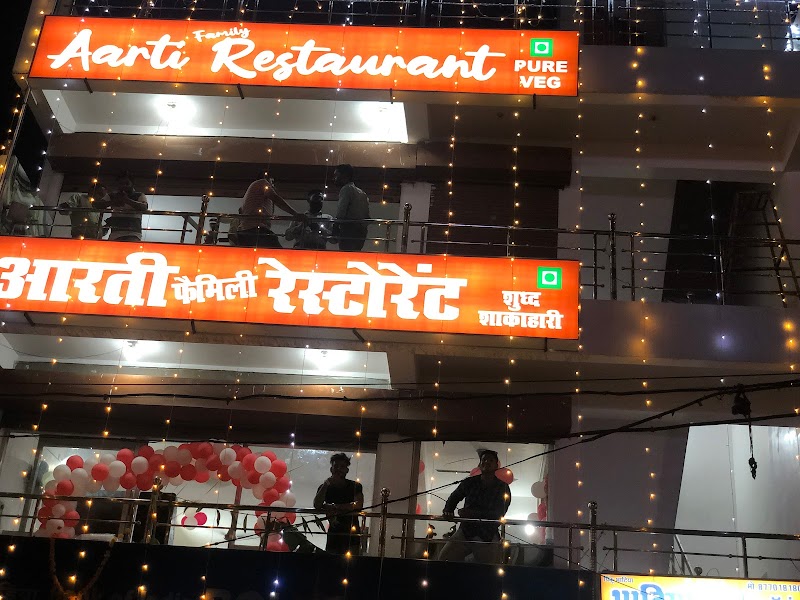 Aarti Family Restaurant
PURE
VEG
आरती फैमिली रेस्टोरेंट
शुध्द
शाकाहारी